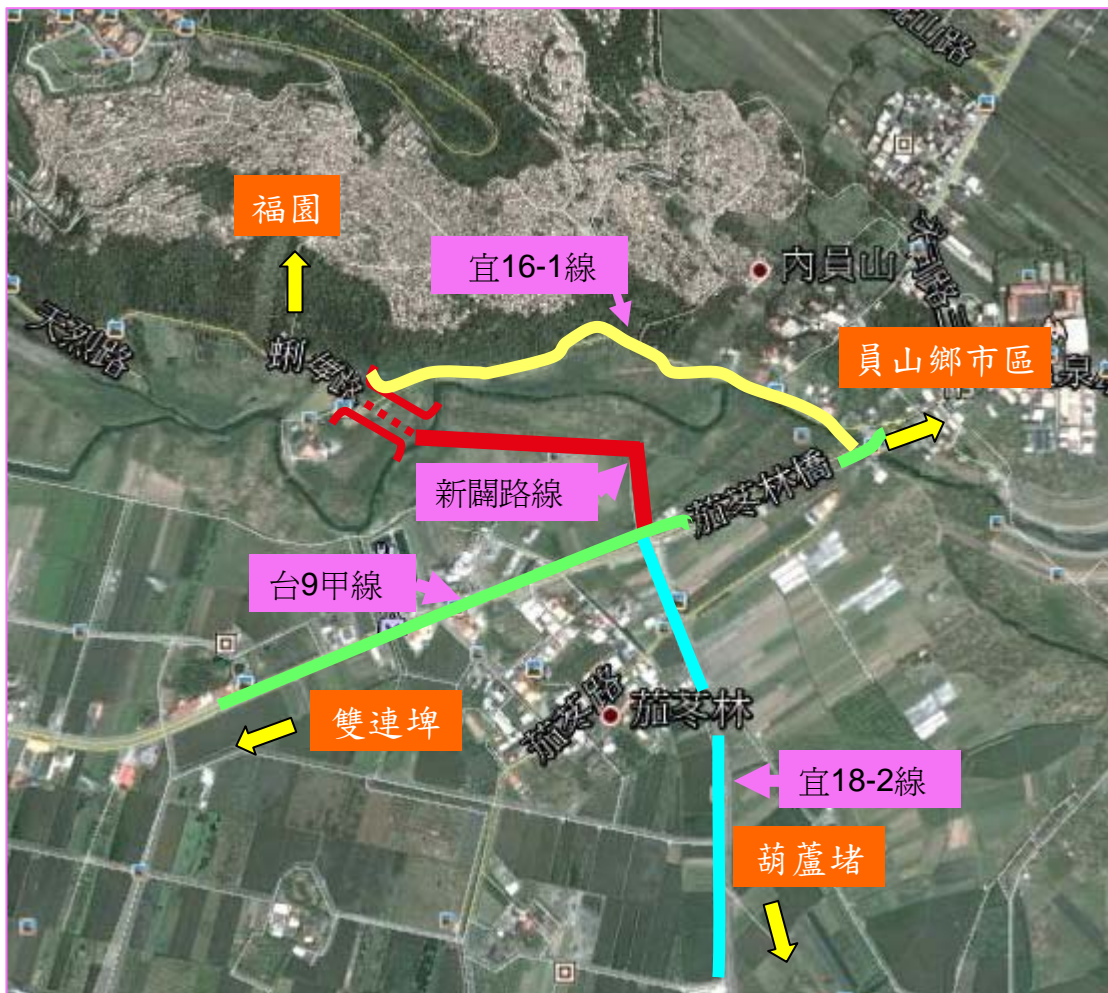 福園
宜16-1線
內員山
天烈路
員山鄉市區
泉
新闢路線
茄苳林橋
台9甲線
雙連埤
茄苳林
宜18-2線
葫蘆堵